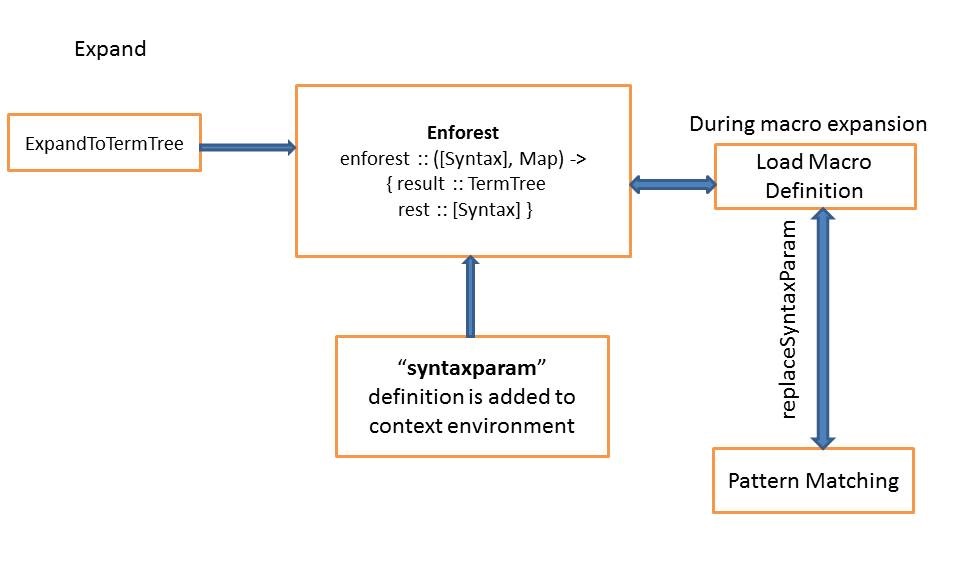 Expand
ExpandToTermTree
Enforest
enforest :: ([Syntax], Map) ->
{ result :: TermTree
rest :: [Syntax] }
During macro expansion
Load Macro
Definition
replaceSyntaxParam
“syntaxparam”
definition is added to
context environment
Pattern Matching